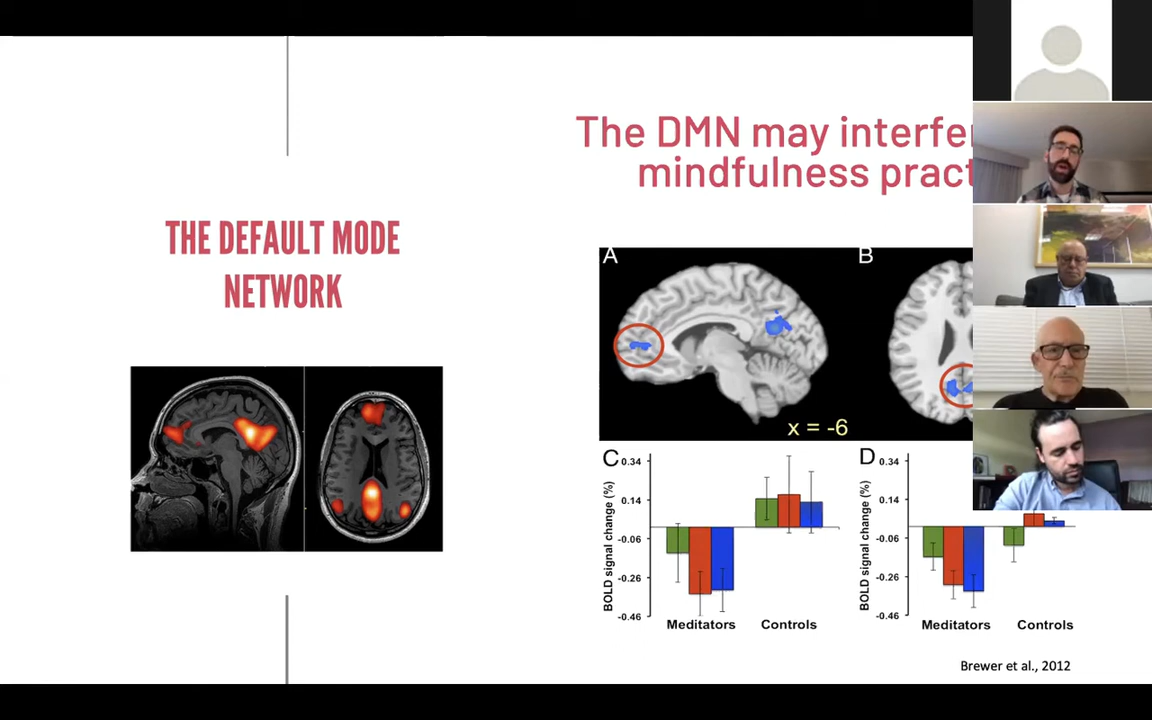 THE DEFAULT MODE
NETWORK
The DMN may interfe
mindfulness pract
A
B
x = -6
C
BOLD signal change (%)
0.34
0.14
-0.06
-0.26
-0.46
Meditators
Controls
D
BOLD signal change (%)
0.34
0.14
-0.06
-0.26
-0.46
Meditators
Controls
Brewer et al., 2012